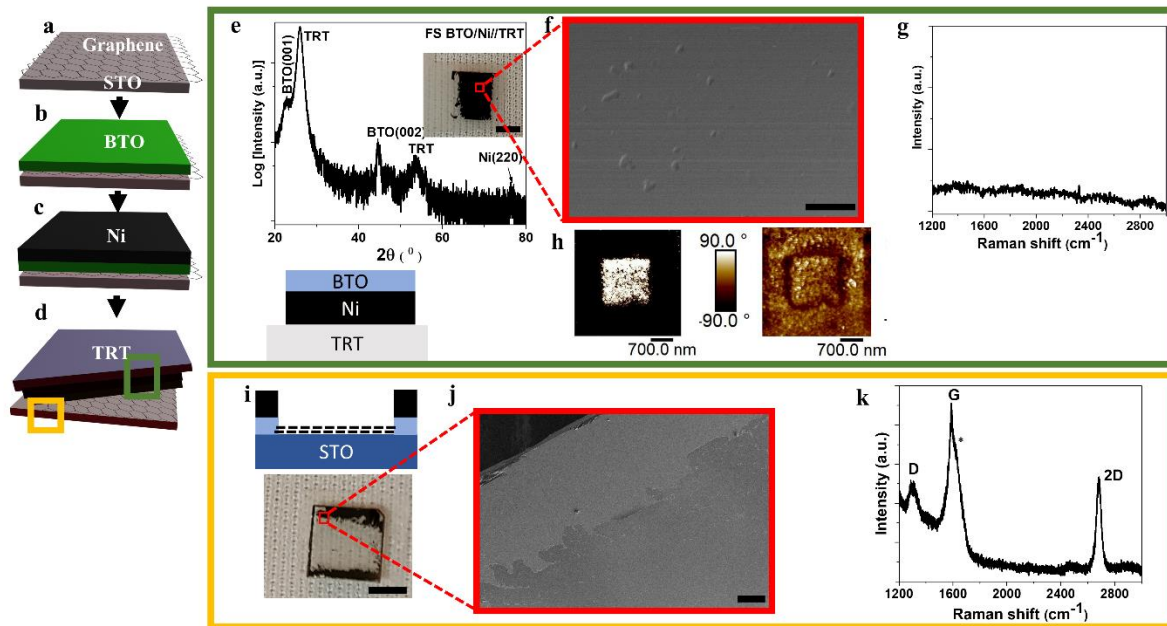 a
Graphene
STO
b
BTO
c
Ni
d
TRT
e
FS BTO/Ni//TRT
TRT
BTO(001)
BTO(002)
TRT
Ni(220)
Log [Intensity (a.u.)]
20 40 60 80
2θ (⁰)
BTO
Ni
TRT
f
g
Intensity (a.u.)
1200 1600 2000 2400 2800
Raman shift (cm⁻¹)
h
90.0 °
-90.0 °
700.0 nm
700.0 nm
i
STO
j
k
G
*
D
2D
Intensity (a.u.)
1200 1600 2000 2400 2800
Raman shift (cm⁻¹)